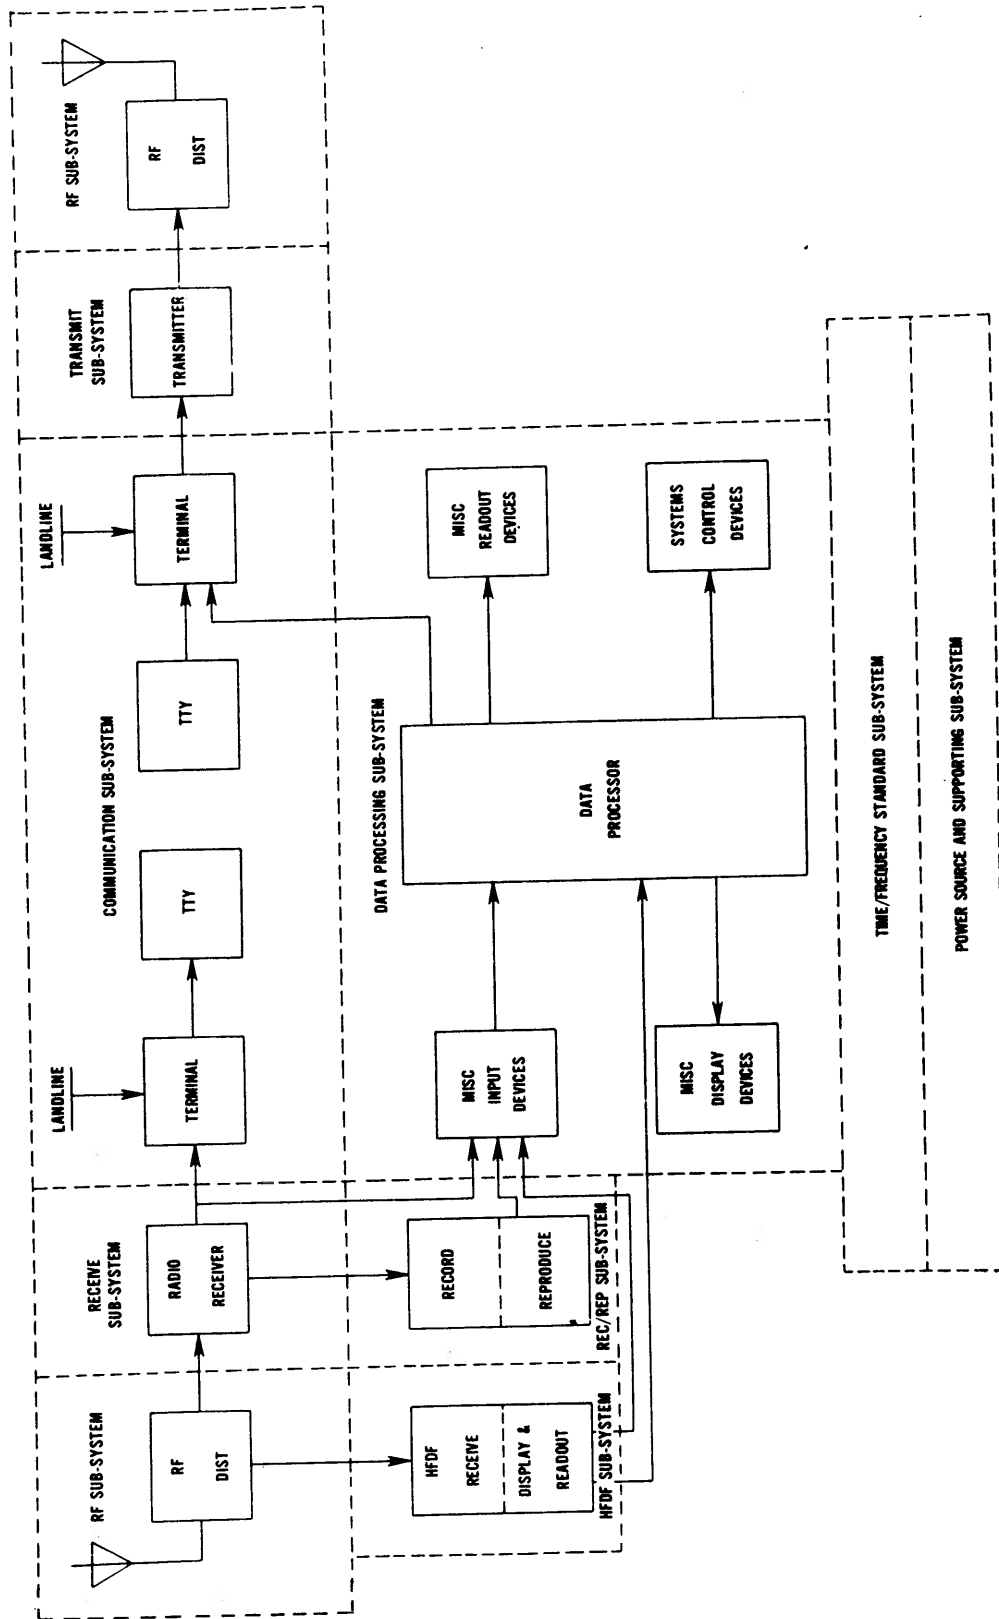 RF SUB-SYSTEM
RF
DIST
HFDF
RECEIVE
DISPLAY &
READOUT
HFDF SUB-SYSTEM
RECEIVE
SUB-SYSTEM
RADIO
RECEIVER
RECORD
REPRODUCE
REC/REP SUB-SYSTEM
COMMUNICATION SUB-SYSTEM
LANDLINE
TERMINAL
TTY
TTY
LANDLINE
TERMINAL
TRANSMIT
SUB-SYSTEM
TRANSMITTER
RF SUB-SYSTEM
RF
DIST
DATA PROCESSING SUB-SYSTEM
MISC
INPUT
DEVICES
MISC
DISPLAY
DEVICES
DATA
PROCESSOR
MISC
READOUT
DEVICES
SYSTEMS
CONTROL
DEVICES
TIME/FREQUENCY STANDARD SUB-SYSTEM
POWER SOURCE AND SUPPORTING SUB-SYSTEM